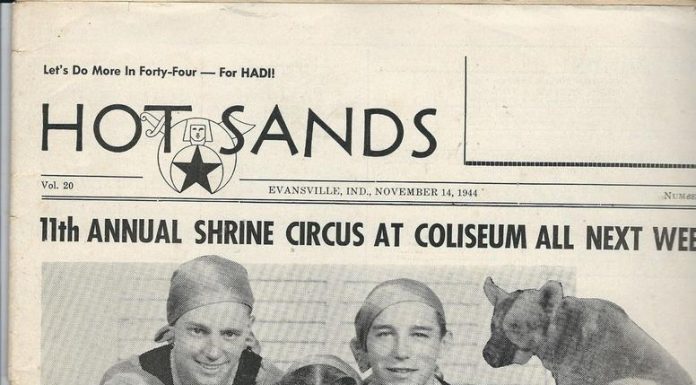 Let's Do More In Forty-Four — For HADI!
HOT SANDS
Vol. 20
EVANSVILLE, IND., NOVEMBER 14, 1944
11th ANNUAL SHRINE CIRCUS AT COLISEUM ALL NEXT